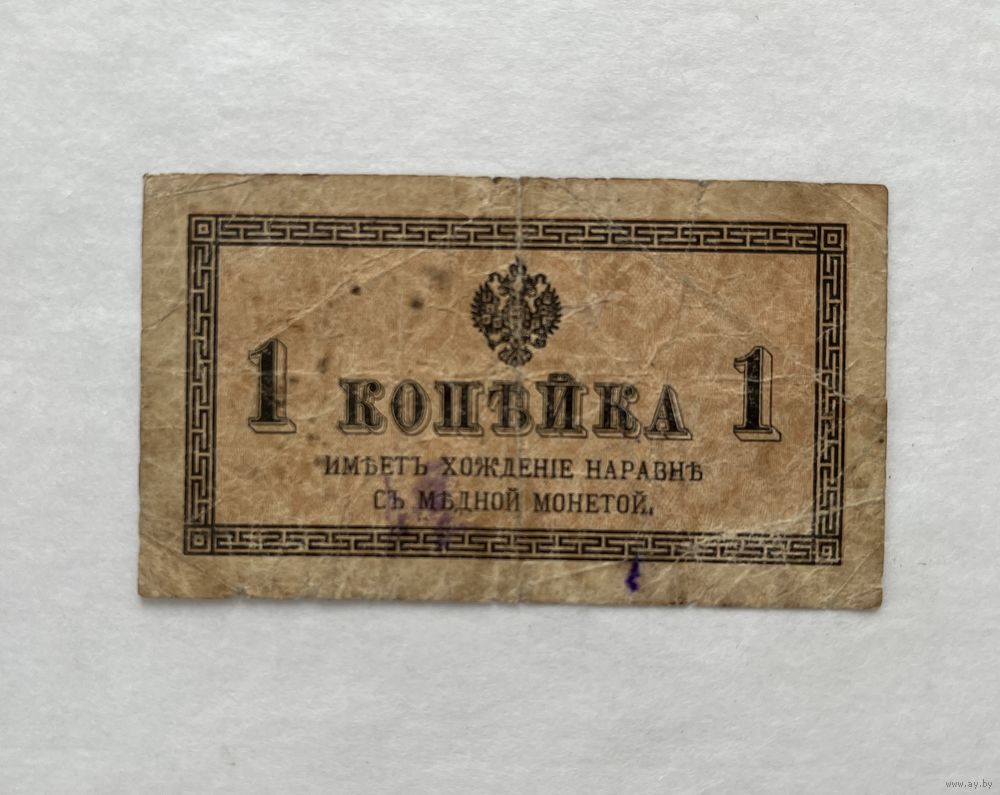 1 КОПѢЙКА 1
ИМѢЕТЪ ХОЖДЕНІЕ НАРАВНѢ
СЪ МѢДНОЙ МОНЕТОЙ.
www.ay.by